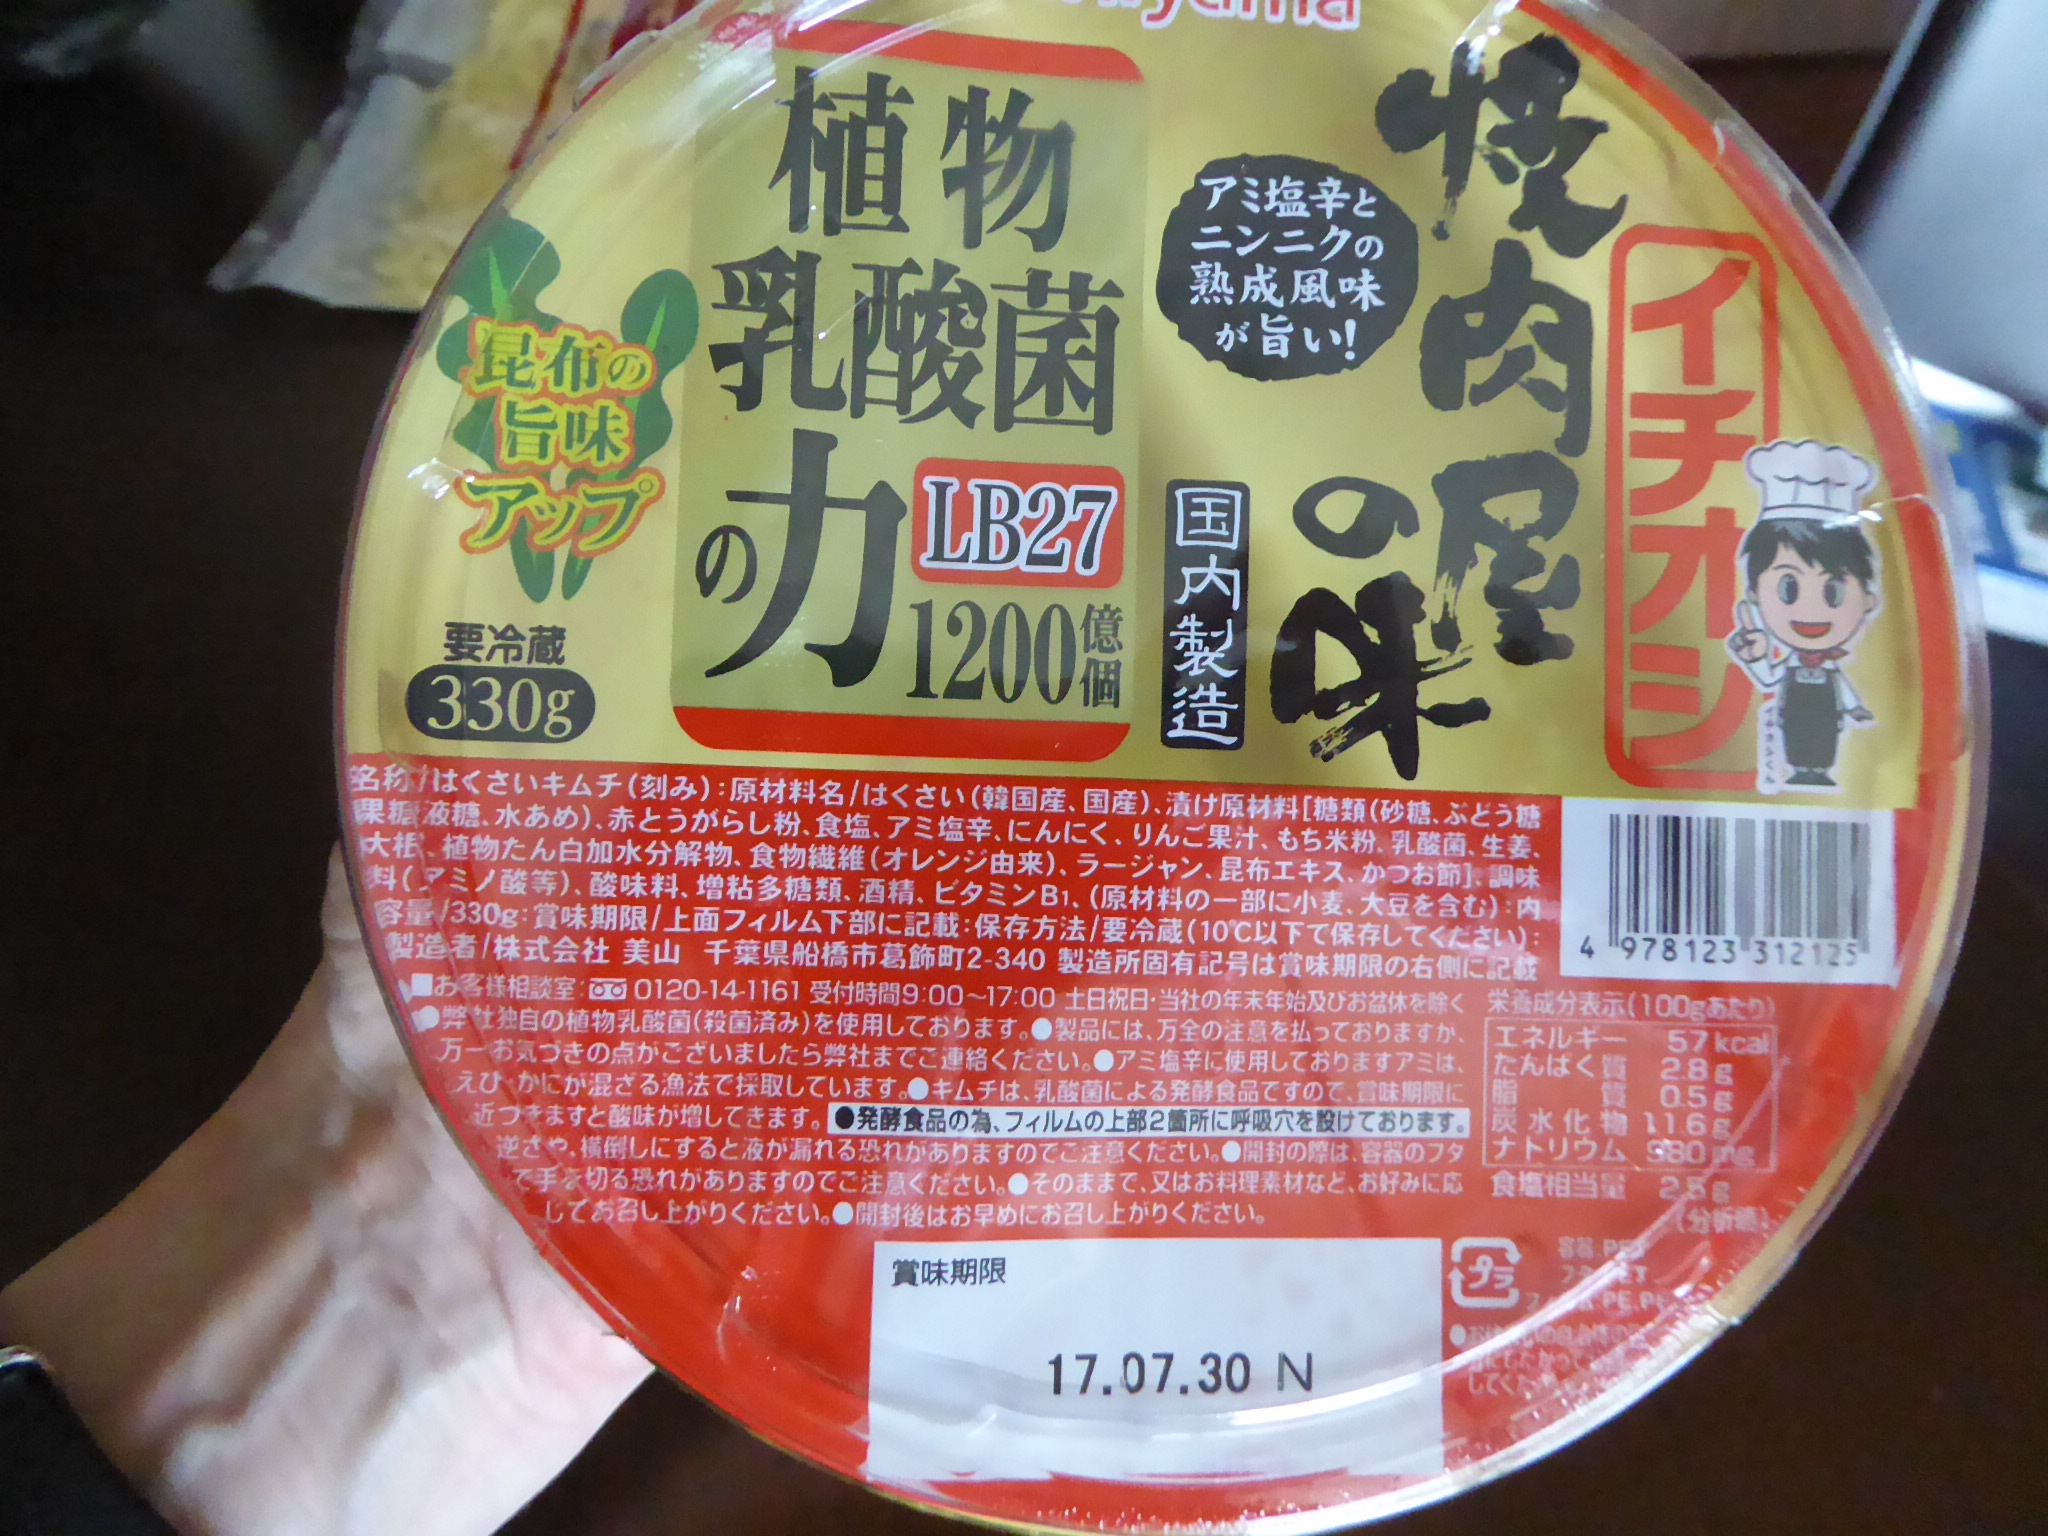 焼肉屋
の味
イチオシ
アミ塩辛と
ニンニクの
熟成風味
が旨い!
国内製造
植物
乳酸菌
の力
LB27
1200億個
昆布の
旨味
アップ
要冷蔵
330g
名称/はくさいキムチ(刻み):原材料名/はくさい(韓国産、国産)、漬け原材料[糖類(砂糖、ぶどう糖
果糖液糖、水あめ)、赤とうがらし粉、食塩、アミ塩辛、にんにく、りんご果汁、もち米粉、乳酸菌、生姜、
大根、植物たん白加水分解物、食物繊維(オレンジ由来)、ラージャン、昆布エキス、かつお節]、調味
料(アミノ酸等)、酸味料、増粘多糖類、酒精、ビタミンB1、(原材料の一部に小麦、大豆を含む):内
容量/330g:賞味期限/上面フィルム下部に記載:保存方法/要冷蔵(10℃以下で保存してください):
製造者/株式会社 美山 千葉県船橋市葛飾町2-340 製造所固有記号は賞味期限の右側に記載
4 978123 312125
■お客様相談室: 0120-14-1161 受付時間9:00~17:00 土日祝日・当社の年末年始及びお盆休を除く
●弊社独自の植物乳酸菌(殺菌済み)を使用しております。●製品には、万全の注意を払っておりますが、
万一お気づきの点がございましたら弊社までご連絡ください。●アミ塩辛に使用しておりますアミは、
えび・かにが混ざる漁法で採取しています。●キムチは、乳酸菌による発酵食品ですので、賞味期限に
近づきますと酸味が増してきます。●発酵食品の為、フィルムの上部2箇所に呼吸穴を設けております。
逆さや、横倒しにすると液が漏れる恐れがありますのでご注意ください。●開封の際は、容器のフタ
で手を切る恐れがありますのでご注意ください。●そのままで、又はお料理素材など、お好みに応
じてお召し上がりください。●開封後はお早めにお召し上がりください。
栄養成分表示(100gあたり)
エネルギー 57kcal
たんぱく質 2.8g
脂質 0.5g
炭水化物 11.6g
ナトリウム 980mg
食塩相当量 2.5g
賞味期限
17.07.30 N
プラ